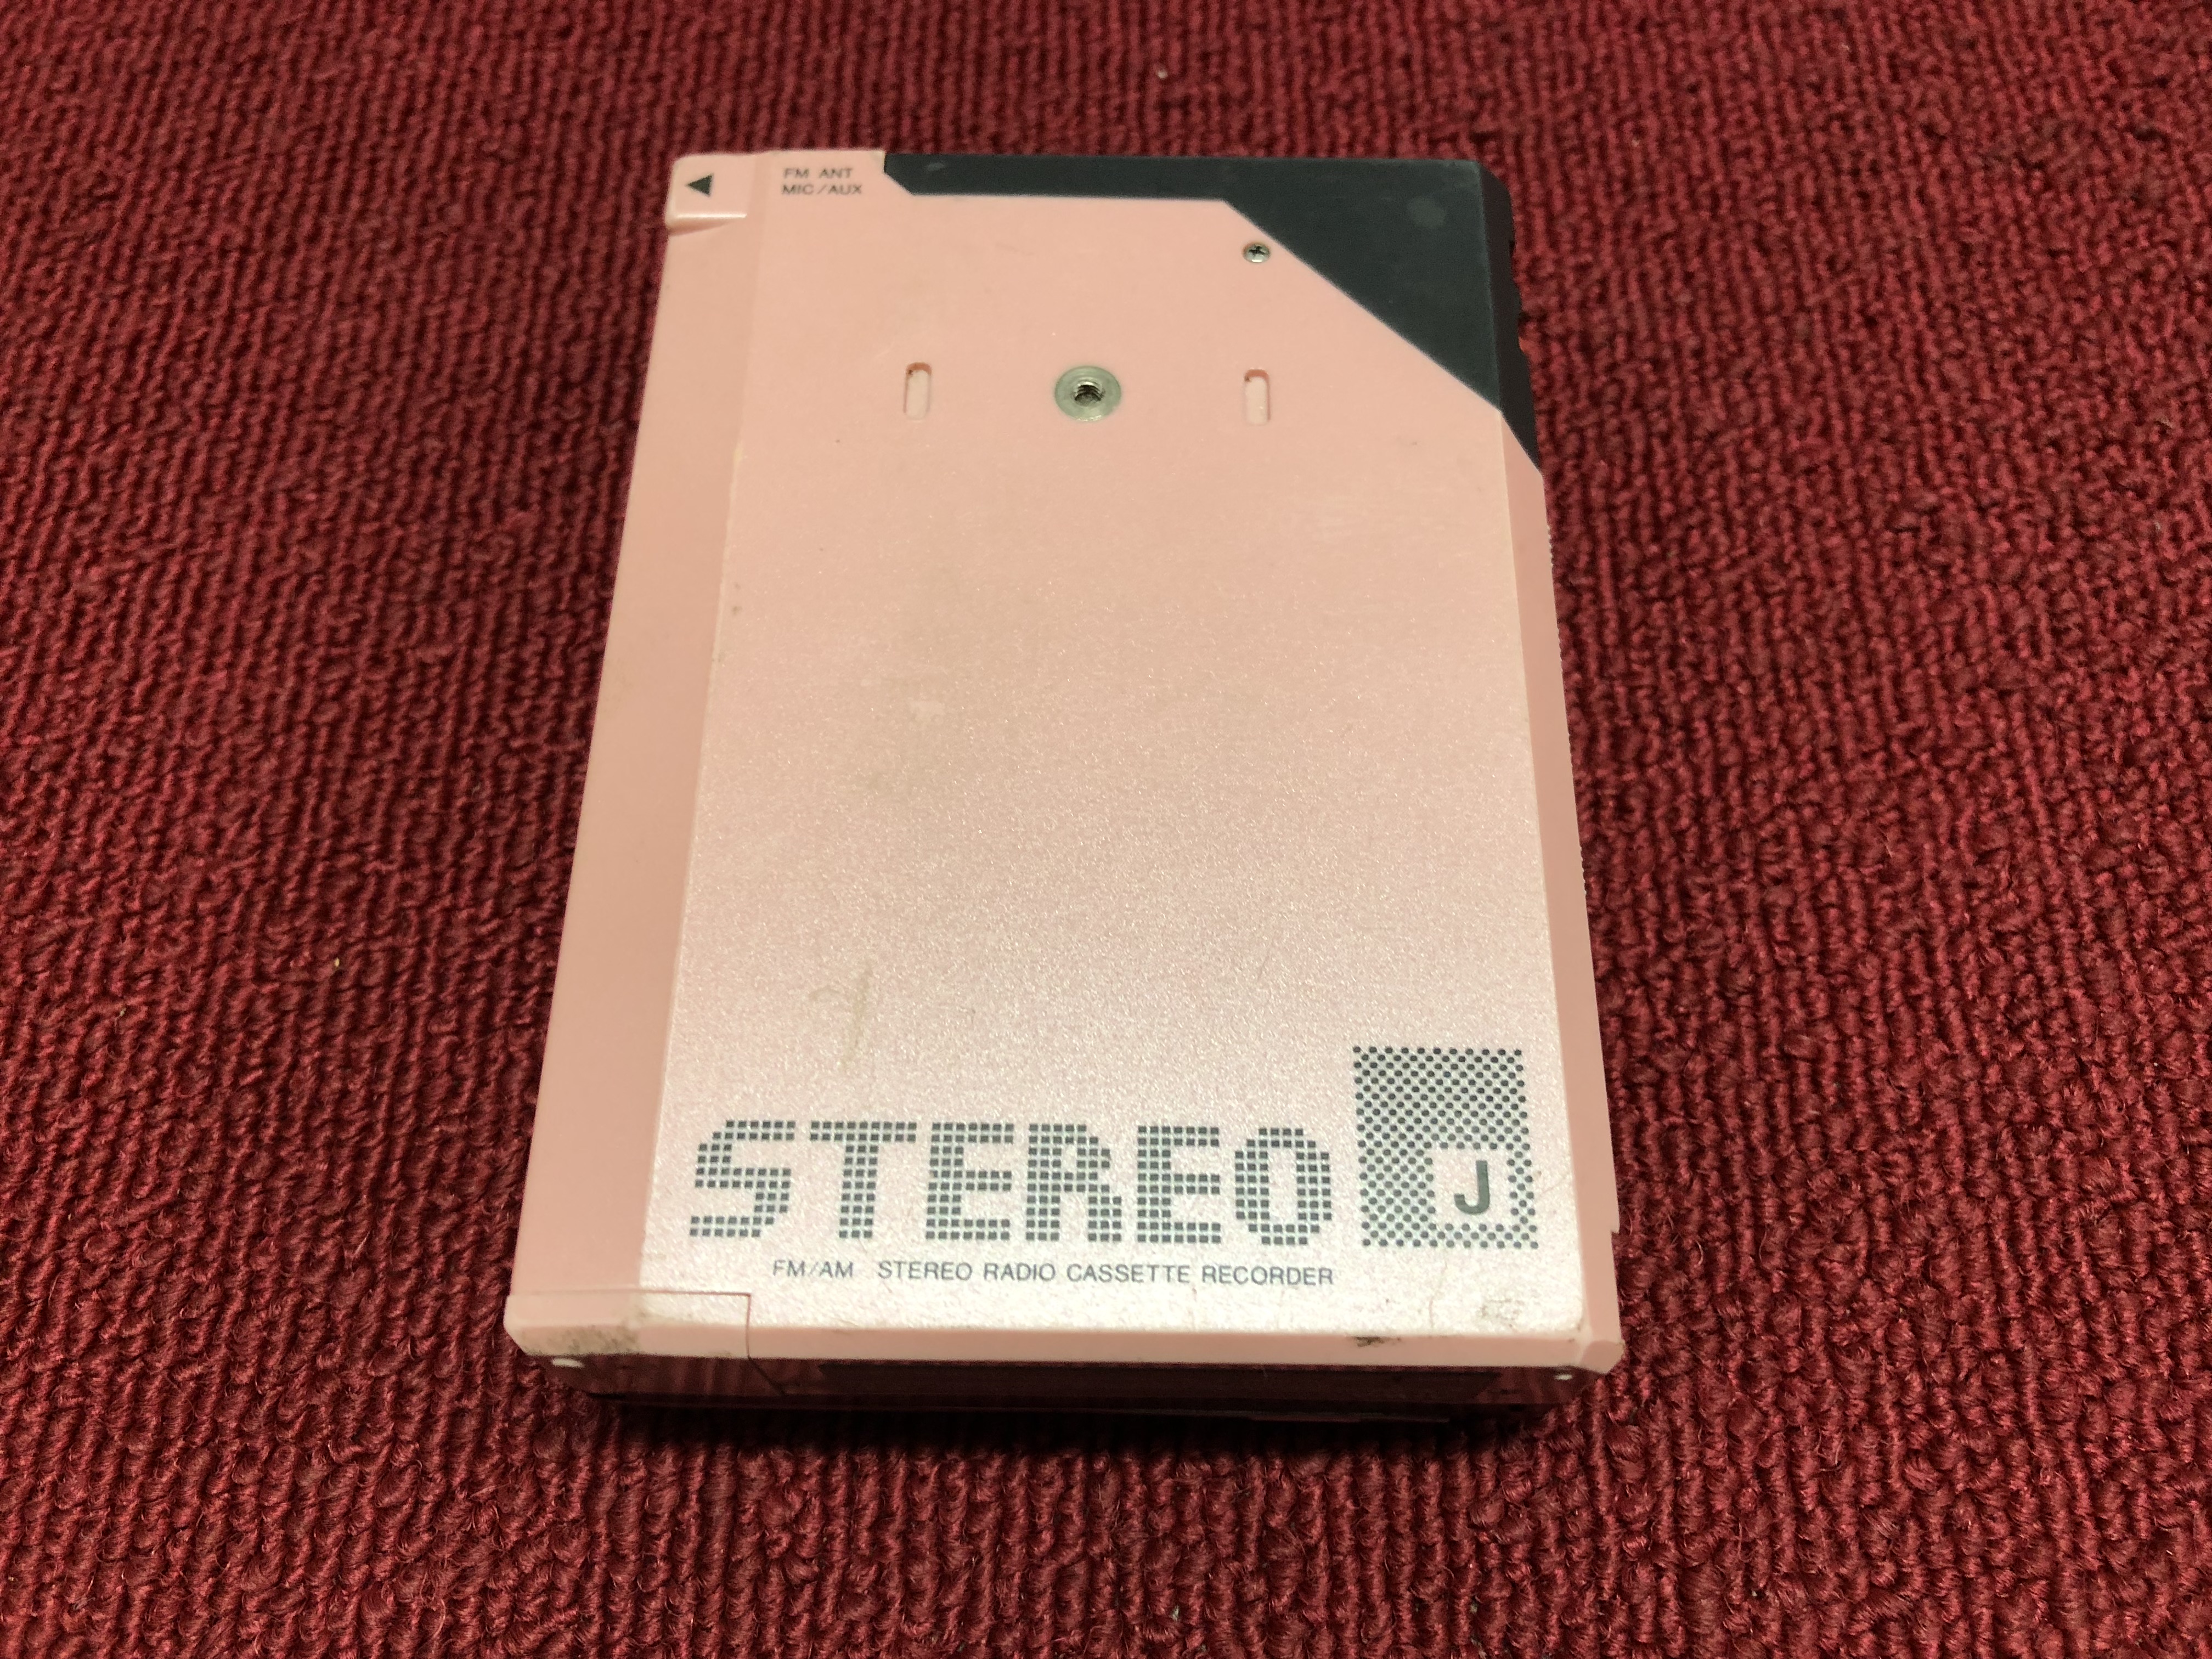 FM ANT
MIC/AUX
STEREO
J
FM/AM STEREO RADIO CASSETTE RECORDER